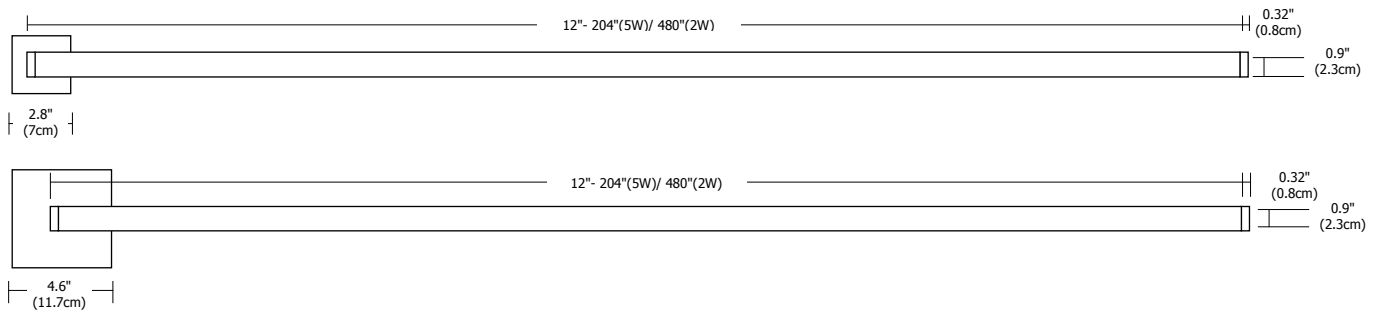 12"- 204"(5W)/ 480"(2W)
0.32"
(0.8cm)
0.9"
(2.3cm)
2.8"
(7cm)
12"- 204"(5W)/ 480"(2W)
0.32"
(0.8cm)
0.9"
(2.3cm)
4.6"
(11.7cm)